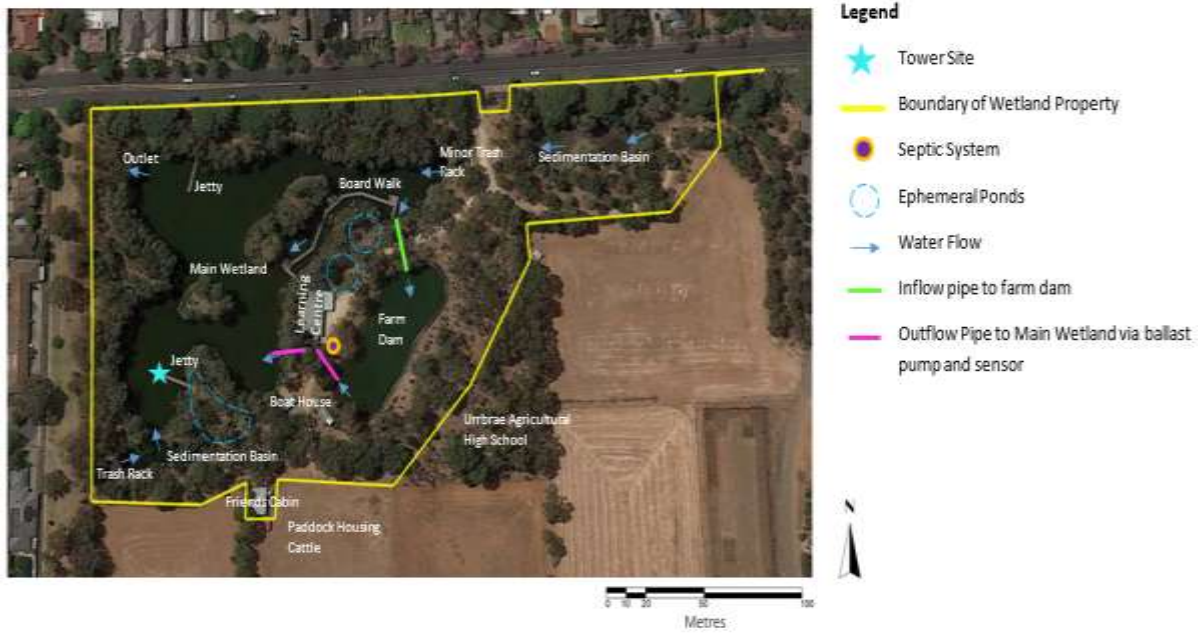 Legend
Tower Site
Boundary of Wetland Property
Septic System
Ephemeral Ponds
Water Flow
Inflow pipe to farm dam
Outflow Pipe to Main Wetland via ballast
pump and sensor
Outlet
Jetty
Board Walk
Minor Trash
Rack
Sedimentation Basin
Main Wetland
Learning
Centre
Farm
Dam
Jetty
Boat House
Urrbrae Agricultural
High School
Trash Rack
Sedimentation Basin
Friends Cabin
Paddock Housing
Cattle
N
0 10 20 50 100
Metres